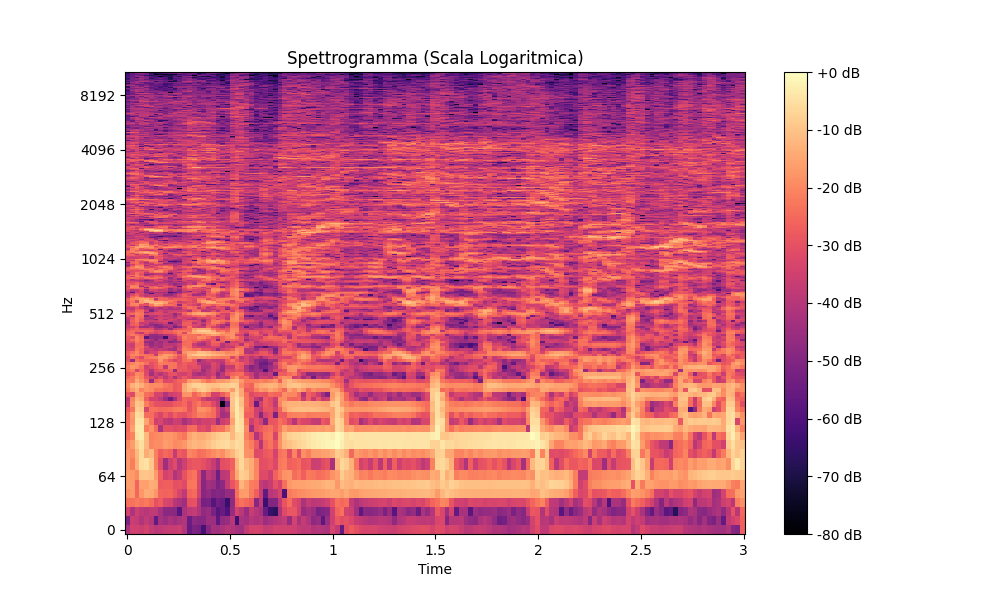 Spettrogramma (Scala Logaritmica)
Hz
8192
4096
2048
1024
512
256
128
64
0
0 0.5 1 1.5 2 2.5 3
Time
+0 dB
-10 dB
-20 dB
-30 dB
-40 dB
-50 dB
-60 dB
-70 dB
-80 dB